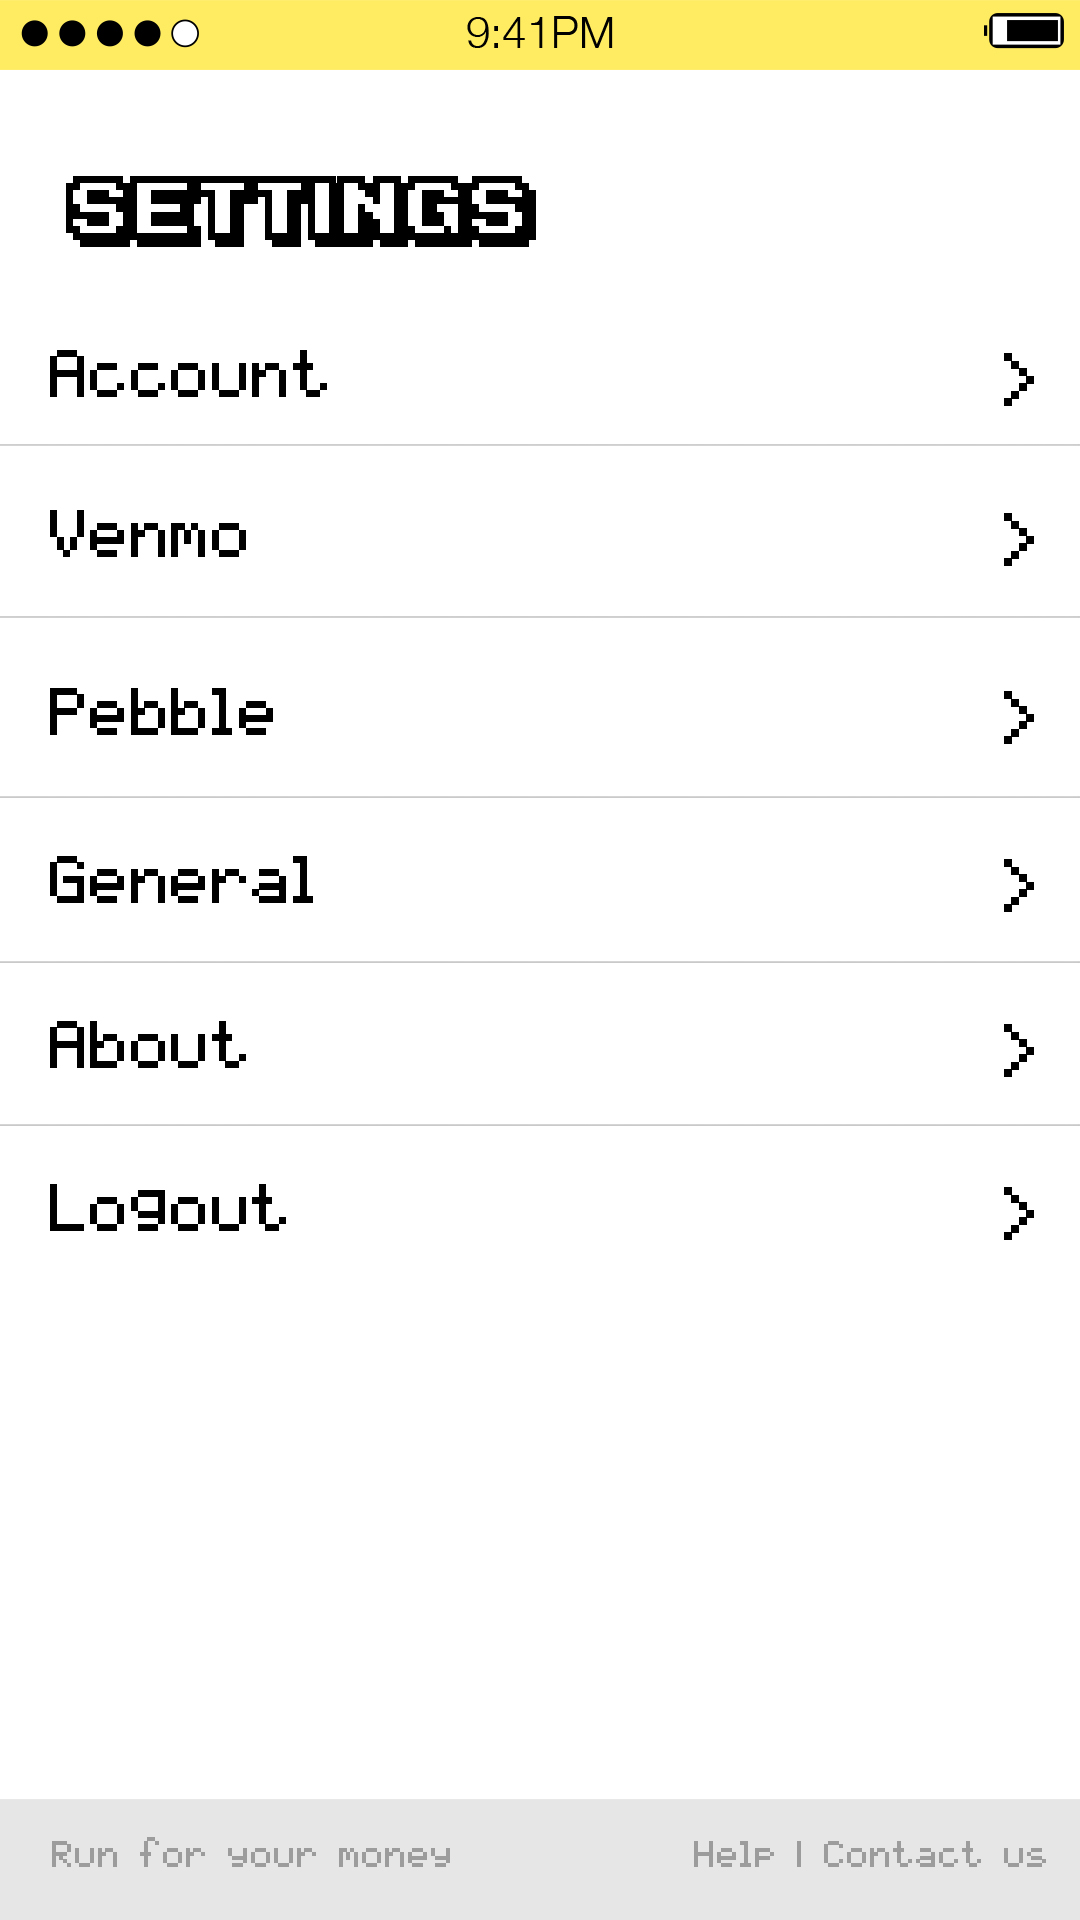 9:41PM
SETTINGS
Account
Venmo
Pebble
General
About
Logout
Run for your money
Help | Contact us